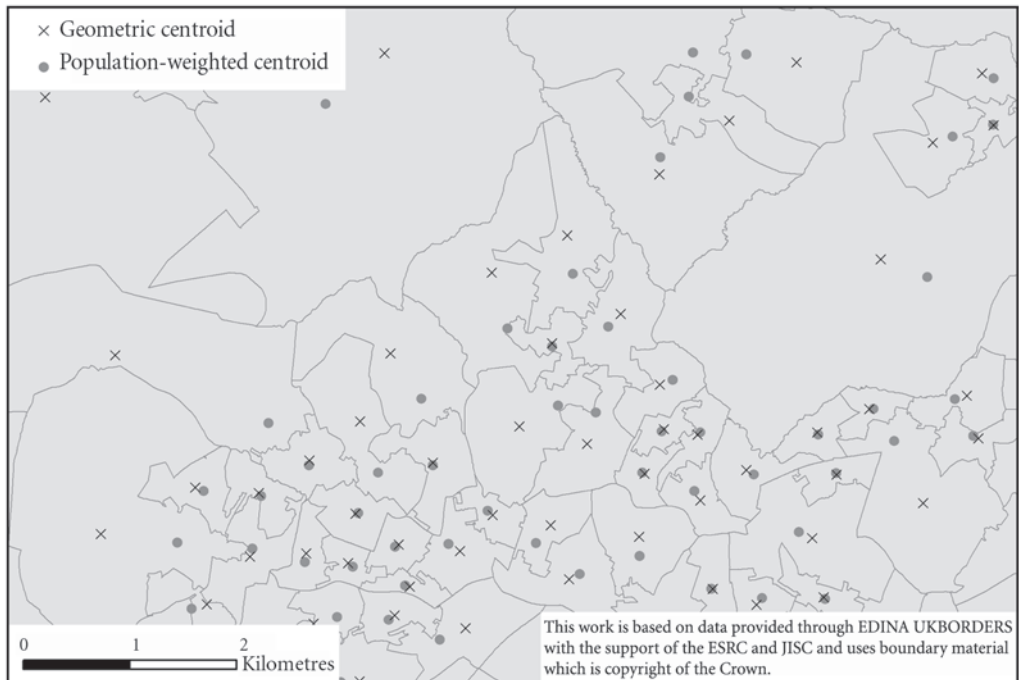 Geometric centroid
Population-weighted centroid
0 1 2
Kilometres
This work is based on data provided through EDINA UKBORDERS
with the support of the ESRC and JISC and uses boundary material
which is copyright of the Crown.